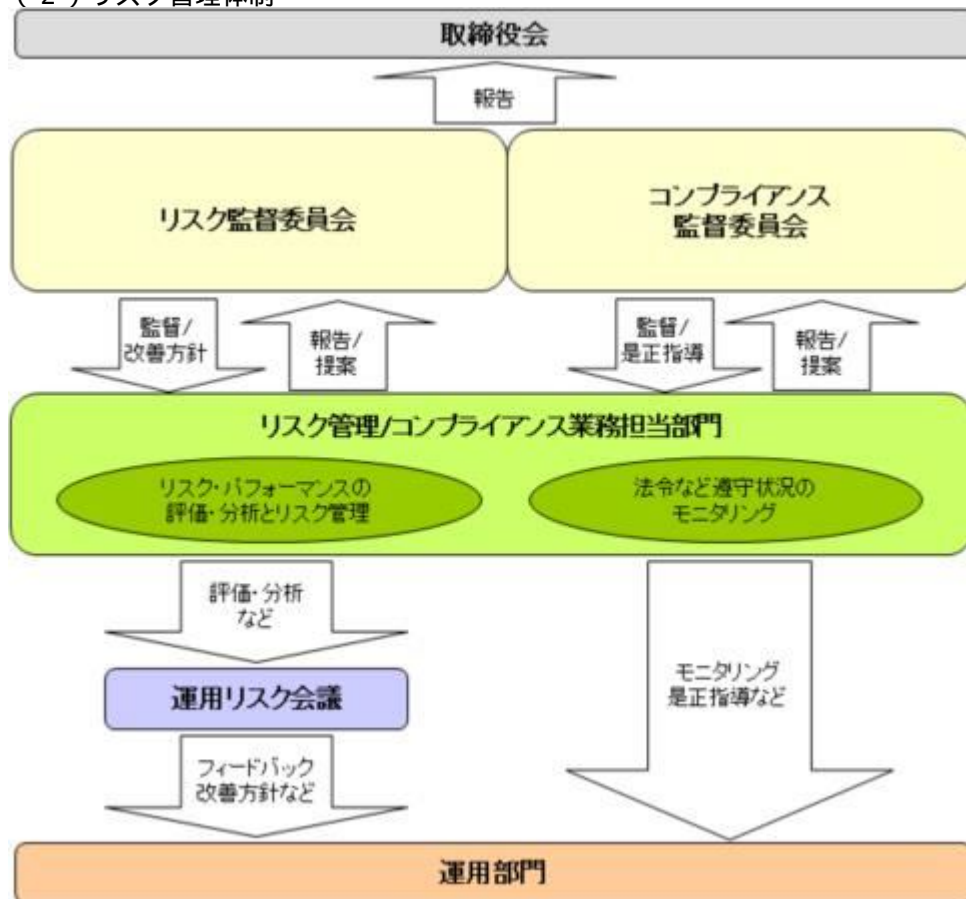 (2)リスク管理体制
取締役会
報告
リスク監督委員会
コンプライアンス
監督委員会
監督/
改善方針
報告/
提案
監督/
是正指導
報告/
提案
リスク管理/コンプライアンス業務担当部門
リスク・パフォーマンスの
評価・分析とリスク管理
法令など遵守状況の
モニタリング
評価・分析
など
運用リスク会議
モニタリング
是正指導など
フィードバック
改善方針など
運用部門